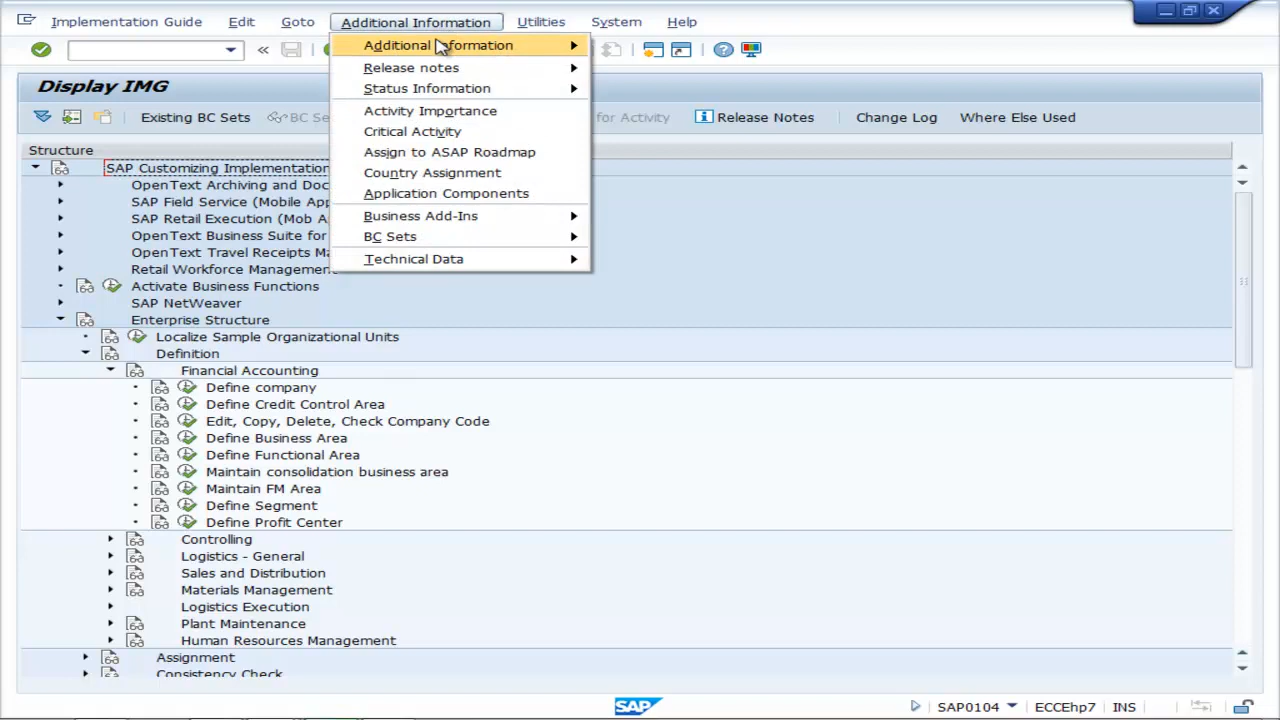 Implementation Guide Edit Goto Additional Information Utilities System Help
Additional Information
Release notes
Status Information
Activity Importance
Critical Activity
Assign to ASAP Roadmap
Country Assignment
Application Components
Business Add-Ins
BC Sets
Technical Data
Display IMG
Existing BC Sets BC Se for Activity Release Notes Change Log Where Else Used
Structure
SAP Customizing Implementation
OpenText Archiving and Doc
SAP Field Service (Mobile App
SAP Retail Execution (Mob A
OpenText Business Suite for
OpenText Travel Receipts Ma
Retail Workforce Management
Activate Business Functions
SAP NetWeaver
Enterprise Structure
Localize Sample Organizational Units
Definition
Financial Accounting
Define company
Define Credit Control Area
Edit, Copy, Delete, Check Company Code
Define Business Area
Define Functional Area
Maintain consolidation business area
Maintain FM Area
Define Segment
Define Profit Center
Controlling
Logistics - General
Sales and Distribution
Materials Management
Logistics Execution
Plant Maintenance
Human Resources Management
Assignment
Consistency Check
SAP SAP0104 ECCEhp7 INS